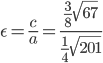 ϵ = c/a = (3/8 √67)/(1/4 √201)